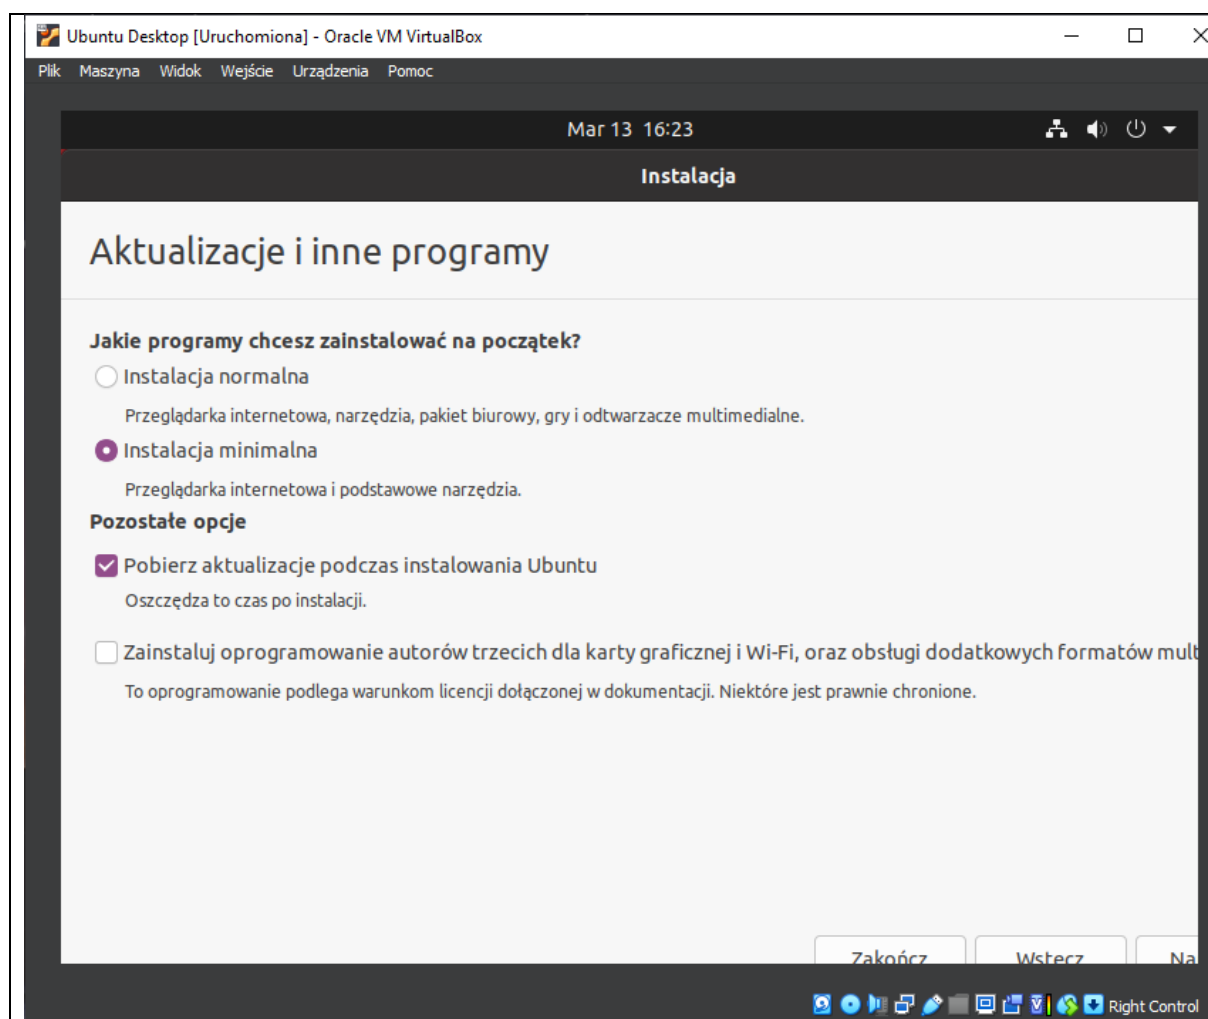 Ubuntu Desktop [Uruchomiona] - Oracle VM VirtualBox
Plik Maszyna Widok Wejście Urządzenia Pomoc
Mar 13 16:23
Instalacja
Aktualizacje i inne programy
Jakie programy chcesz zainstalować na początek?
Instalacja normalna
Przeglądarka internetowa, narzędzia, pakiet biurowy, gry i odtwarzacze multimedialne.
Instalacja minimalna
Przeglądarka internetowa i podstawowe narzędzia.
Pozostałe opcje
Pobierz aktualizacje podczas instalowania Ubuntu
Oszczędza to czas po instalacji.
Zainstaluj oprogramowanie autorów trzecich dla karty graficznej i Wi-Fi, oraz obsługi dodatkowych formatów mult
To oprogramowanie podlega warunkom licencji dołączonej w dokumentacji. Niektóre jest prawnie chronione.
Zakończ Wstecz Na
Right Control